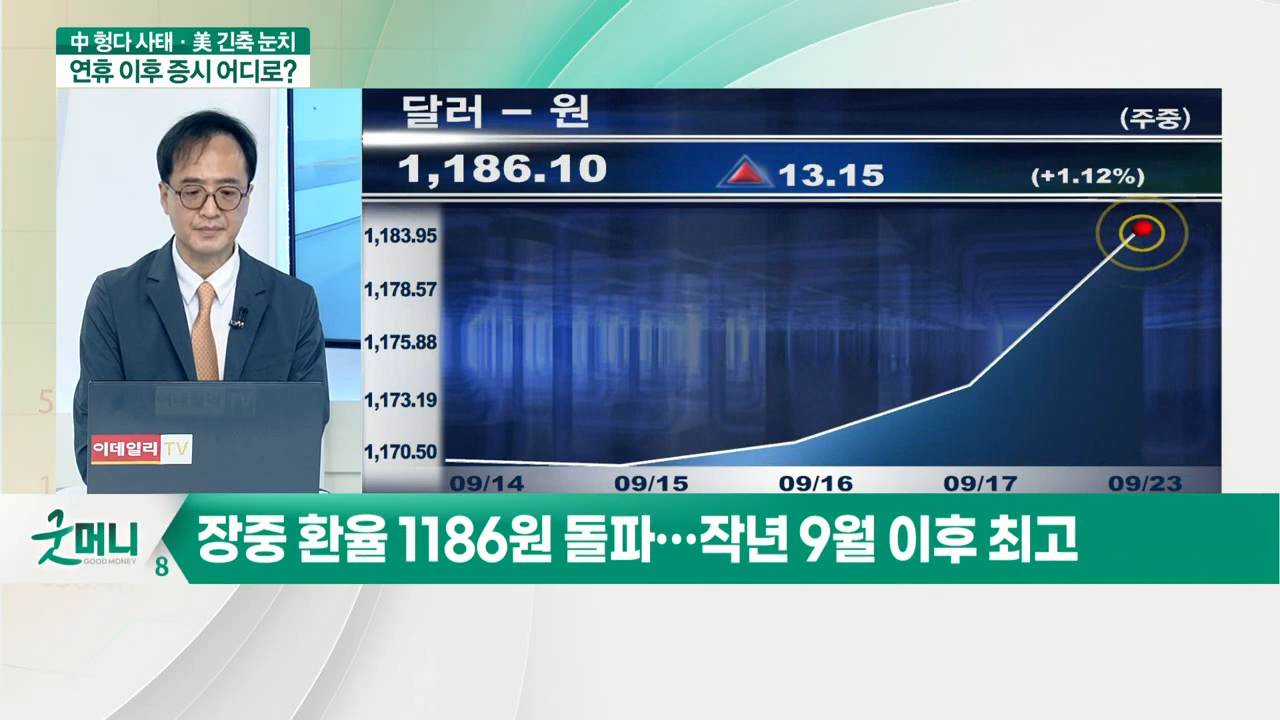 中 헝다 사태 · 美 긴축 눈치
연휴 이후 증시 어디로?
달러 – 원
(주중)
1,186.10 ▲ 13.15 (+1.12%)
1,183.95
1,178.57
1,175.88
1,173.19
1,170.50
09/14 09/15 09/16 09/17 09/23
이데일리 TV
굿머니
GOOD MONEY
8
장중 환율 1186원 돌파…작년 9월 이후 최고